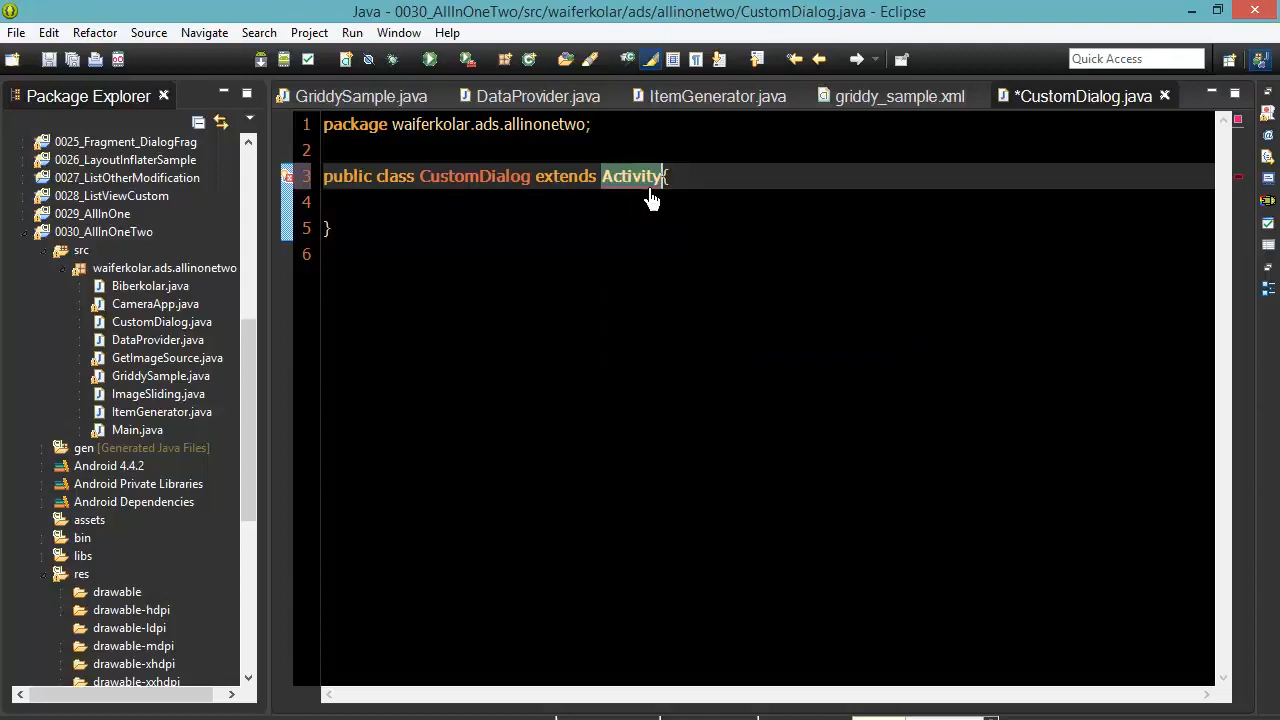 Java - 0030_AllInOneTwo/src/waiferkolar/ads/allinonetwo/CustomDialog.java - Eclipse
File Edit Refactor Source Navigate Search Project Run Window Help
Quick Access
Package Explorer
GriddySample.java DataProvider.java ItemGenerator.java griddy_sample.xml *CustomDialog.java
0025_Fragment_DialogFrag
0026_LayoutInflaterSample
0027_ListOtherModification
0028_ListViewCustom
0029_AllInOne
0030_AllInOneTwo
src
waiferkolar.ads.allinonetwo
Biberkolar.java
CameraApp.java
CustomDialog.java
DataProvider.java
GetImageSource.java
GriddySample.java
ImageSliding.java
ItemGenerator.java
Main.java
gen [Generated Java Files]
Android 4.4.2
Android Private Libraries
Android Dependencies
assets
bin
libs
res
drawable
drawable-hdpi
drawable-ldpi
drawable-mdpi
drawable-xhdpi
drawable-xxhdpi
1 package waiferkolar.ads.allinonetwo;
2
3 public class CustomDialog extends Activity{
4
5 }
6